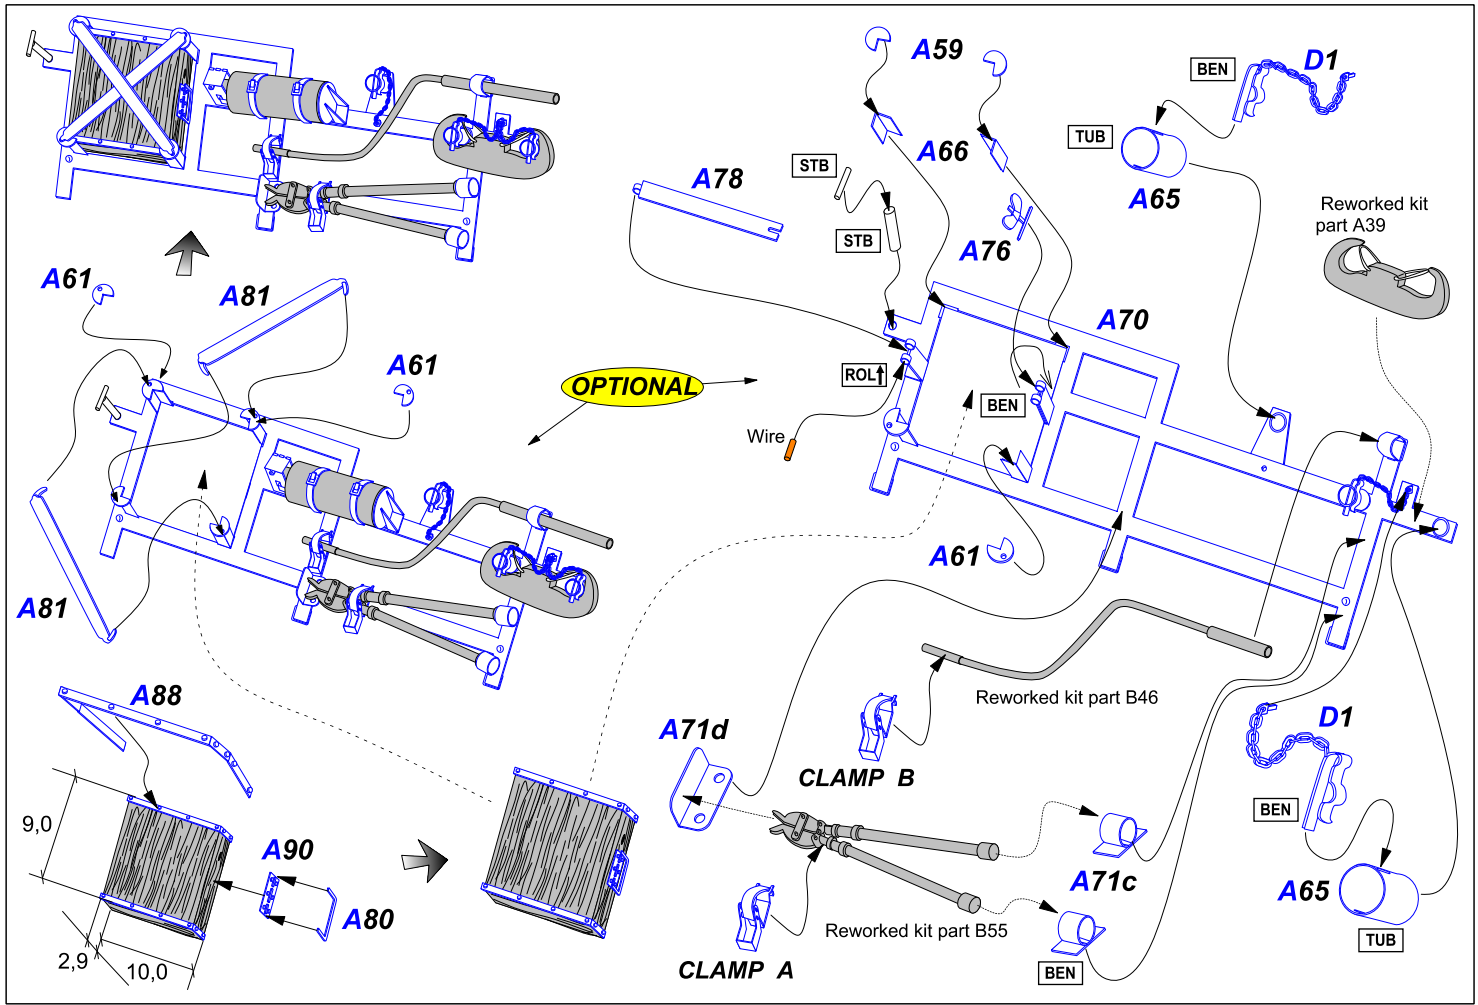 A59
BEN
D1
A66
TUB
STB
A78
A65
Reworked kit
part A39
STB
A76
A61
A81
A70
A61
ROL↑
OPTIONAL
BEN
Wire
A61
A81
Reworked kit part B46
A88
A71d
D1
CLAMP B
BEN
9,0
A90
A71c
A65
A80
Reworked kit part B55
TUB
2,9
10,0
CLAMP A
BEN